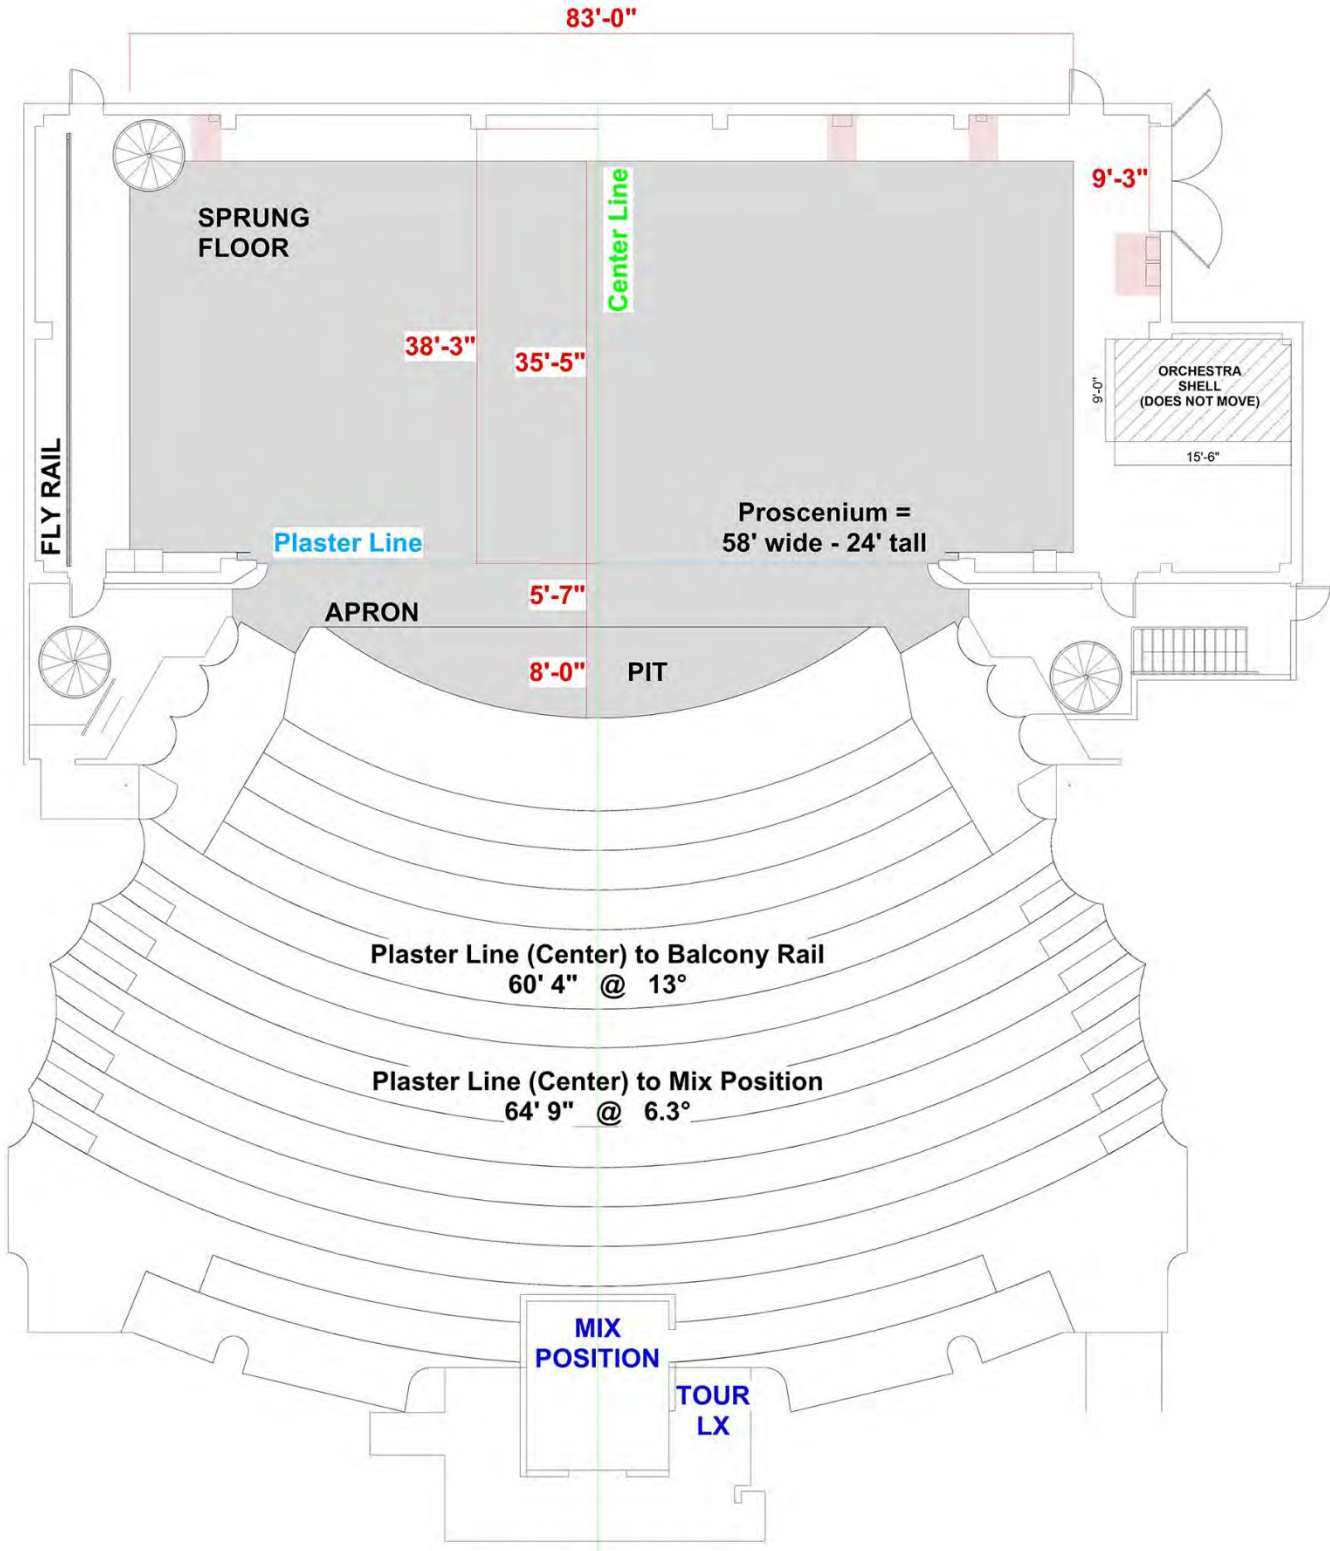 83'-0"
9'-3"
SPRUNG
FLOOR
Center Line
38'-3"
35'-5"
ORCHESTRA
SHELL
(DOES NOT MOVE)
9'-0"
15'-6"
FLY RAIL
Proscenium =
58' wide - 24' tall
Plaster Line
5'-7"
APRON
8'-0"
PIT
Plaster Line (Center) to Balcony Rail
60' 4" @ 13°
Plaster Line (Center) to Mix Position
64' 9" @ 6.3°
MIX
POSITION
TOUR
LX